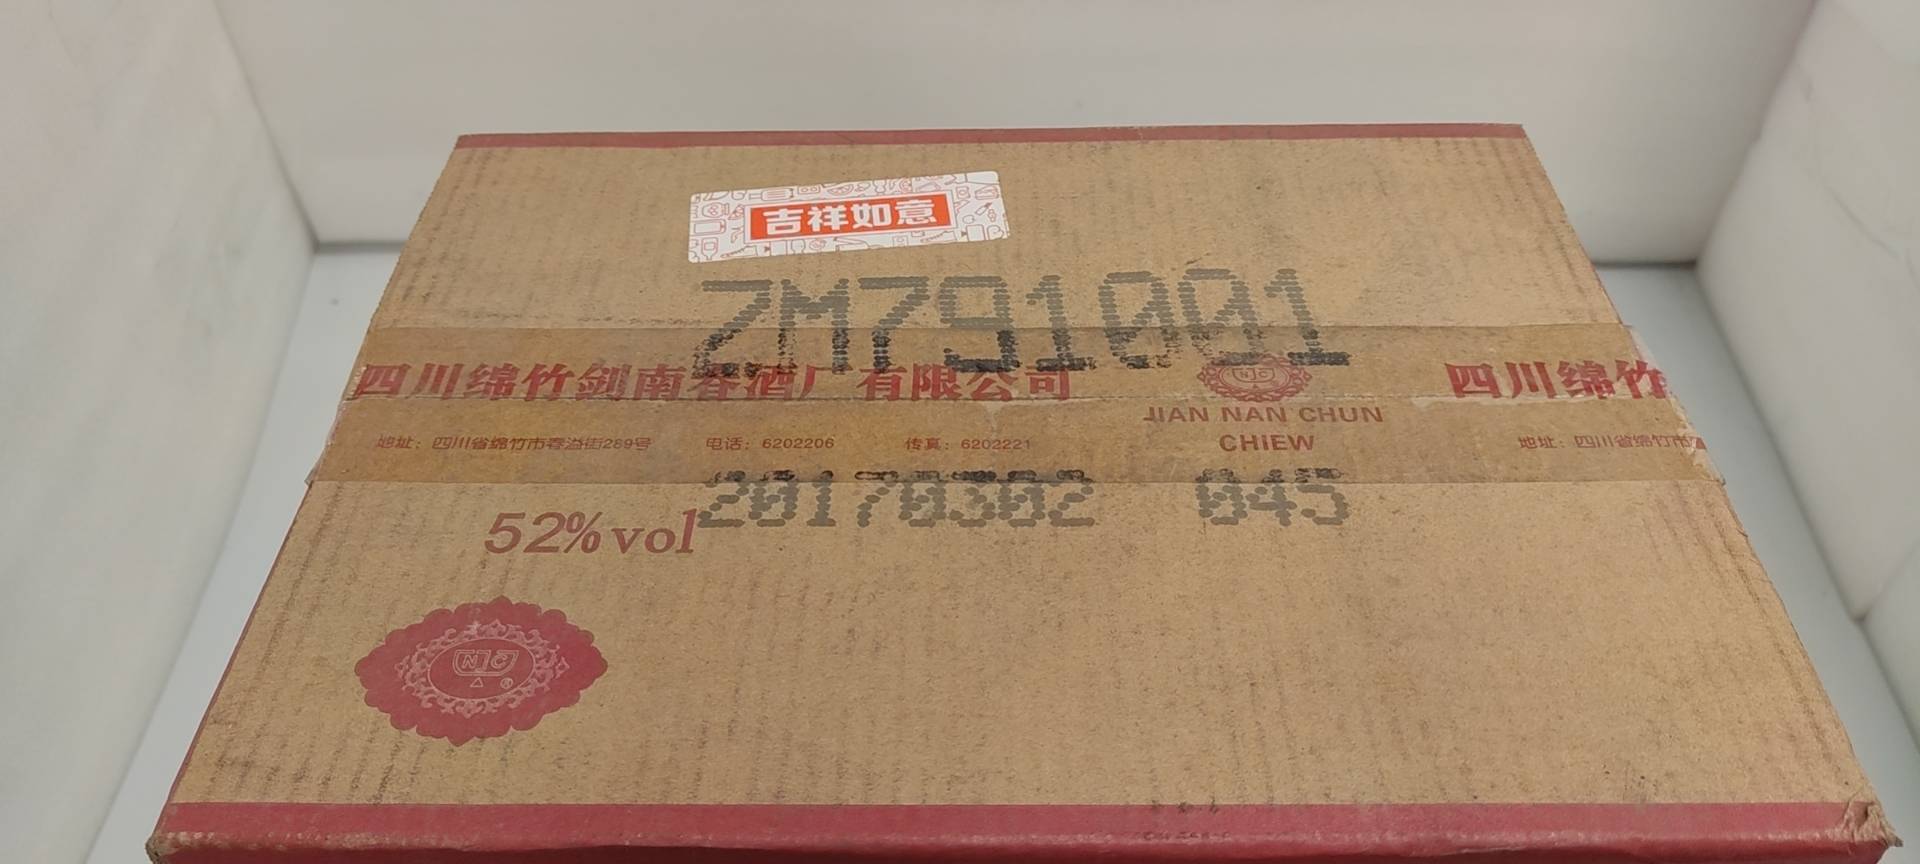 吉祥如意
ZM791001
四川绵竹剑南春酒厂有限公司
JIAN NAN CHUN
CHIEW
四川绵竹
地址：四川省绵竹市春溢街289号 电话：6202206 传真：6202221
地址：四川省绵竹市
20170302 045
52%vol
NC